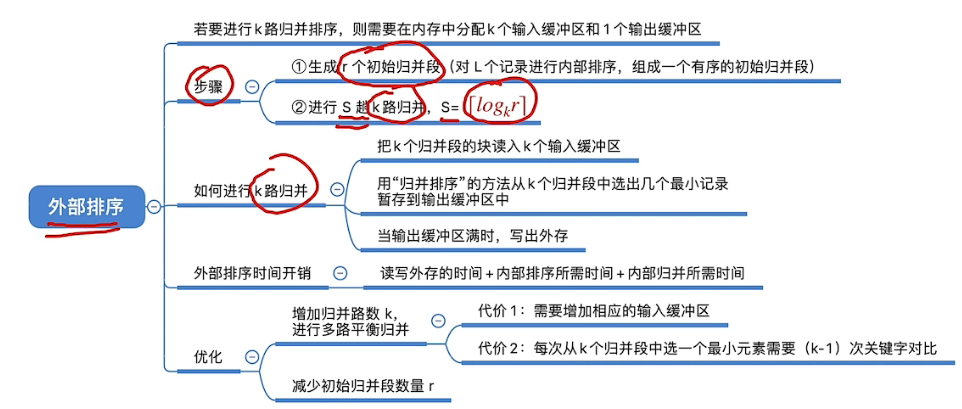 若要进行k路归并排序，则需要在内存中分配k个输入缓冲区和1个输出缓冲区
步骤
①生成 r 个初始归并段（对 L 个记录进行内部排序，组成一个有序的初始归并段）
②进行 S 趟k路归并，S= ⌈logₖr⌉
外部排序
如何进行k路归并
把k个归并段的块读入k个输入缓冲区
用“归并排序”的方法从k个归并段中选出几个最小记录
暂存到输出缓冲区中
当输出缓冲区满时，写出外存
外部排序时间开销
读写外存的时间+内部排序所需时间+内部归并所需时间
优化
增加归并路数 k，
进行多路平衡归并
代价 1：需要增加相应的输入缓冲区
代价 2：每次从k个归并段中选一个最小元素需要（k-1）次关键字对比
减少初始归并段数量 r